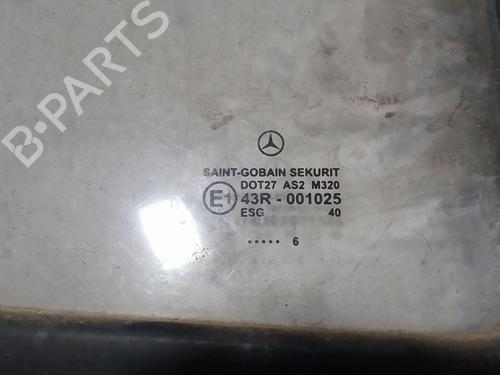 B-PARTS
SAINT-GOBAIN SEKURIT
DOT27 AS2 M320
E1 43R - 001025
ESG 40
..... 6